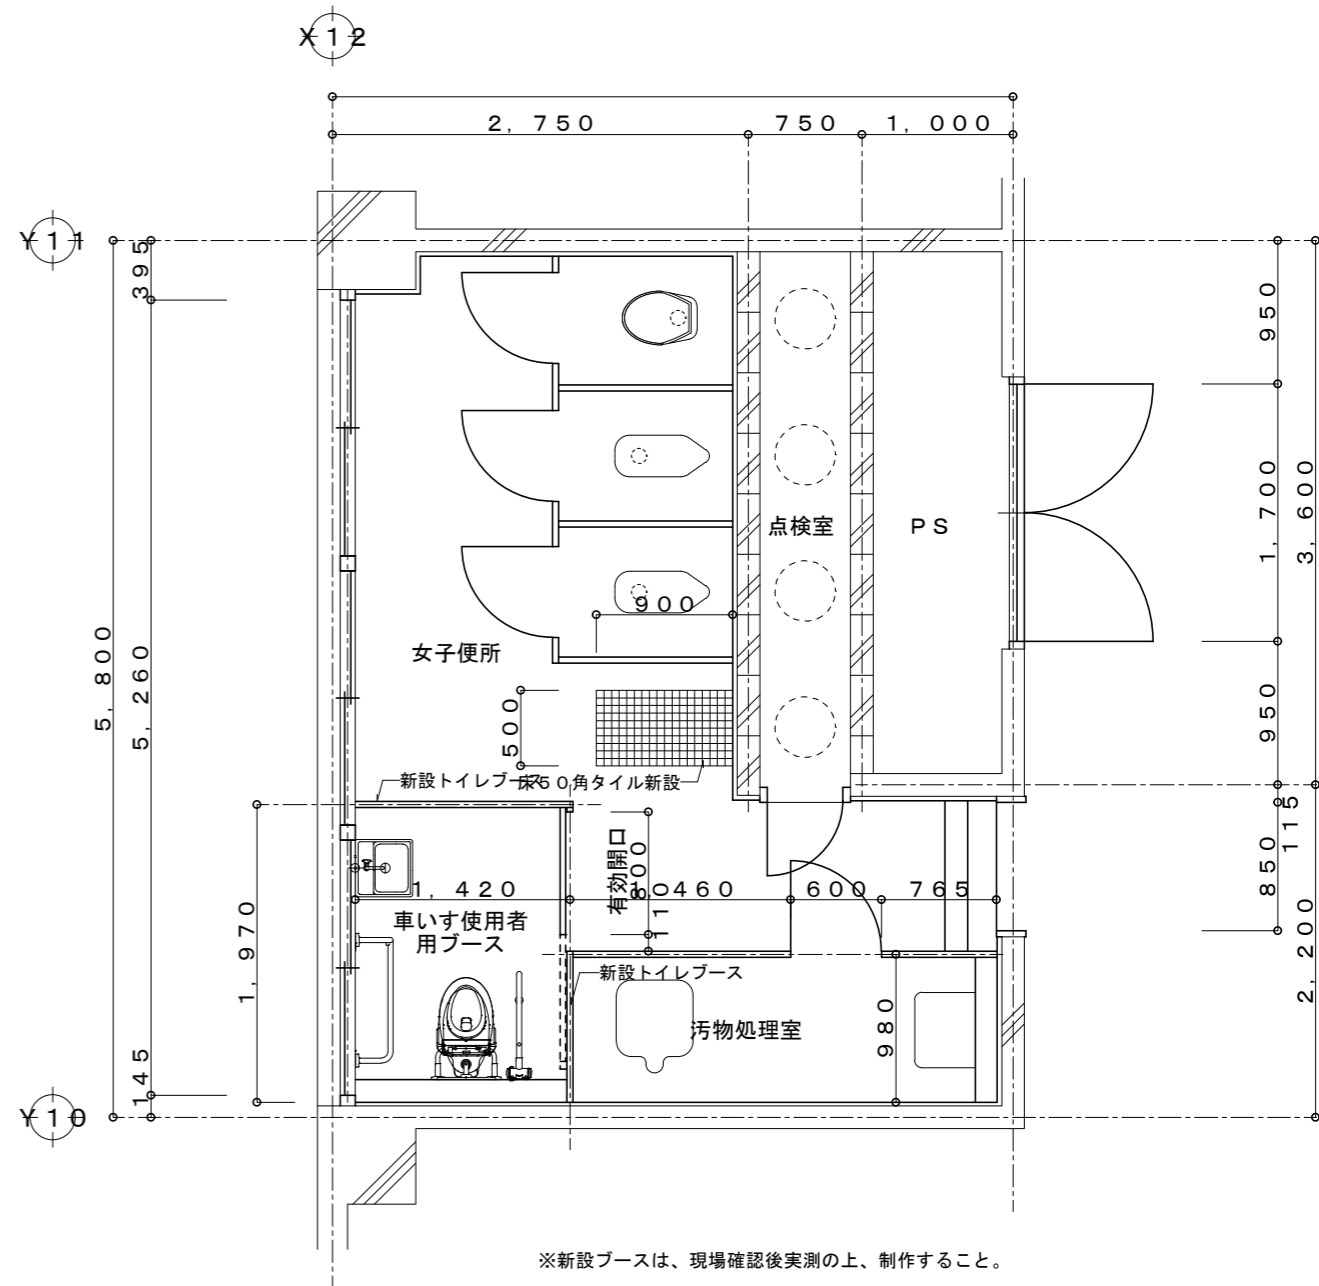 Ｘ１２
２，７５０
７５０
１，０００
Ｙ１１
３９５
９５０
点検室
ＰＳ
１，７００
３，６００
９００
女子便所
５，８００
５，２６０
５００
９５０
新設トイレブース
床５０角タイル新設
１１５
有効開口
８００
８５０
１，４２０
１，４６０
６００
７６５
１１０
車いす使用者
用ブース
１，９７０
新設トイレブース
２，２００
汚物処理室
９８０
１４５
Ｙ１０
※新設ブースは、現場確認後実測の上、制作すること。